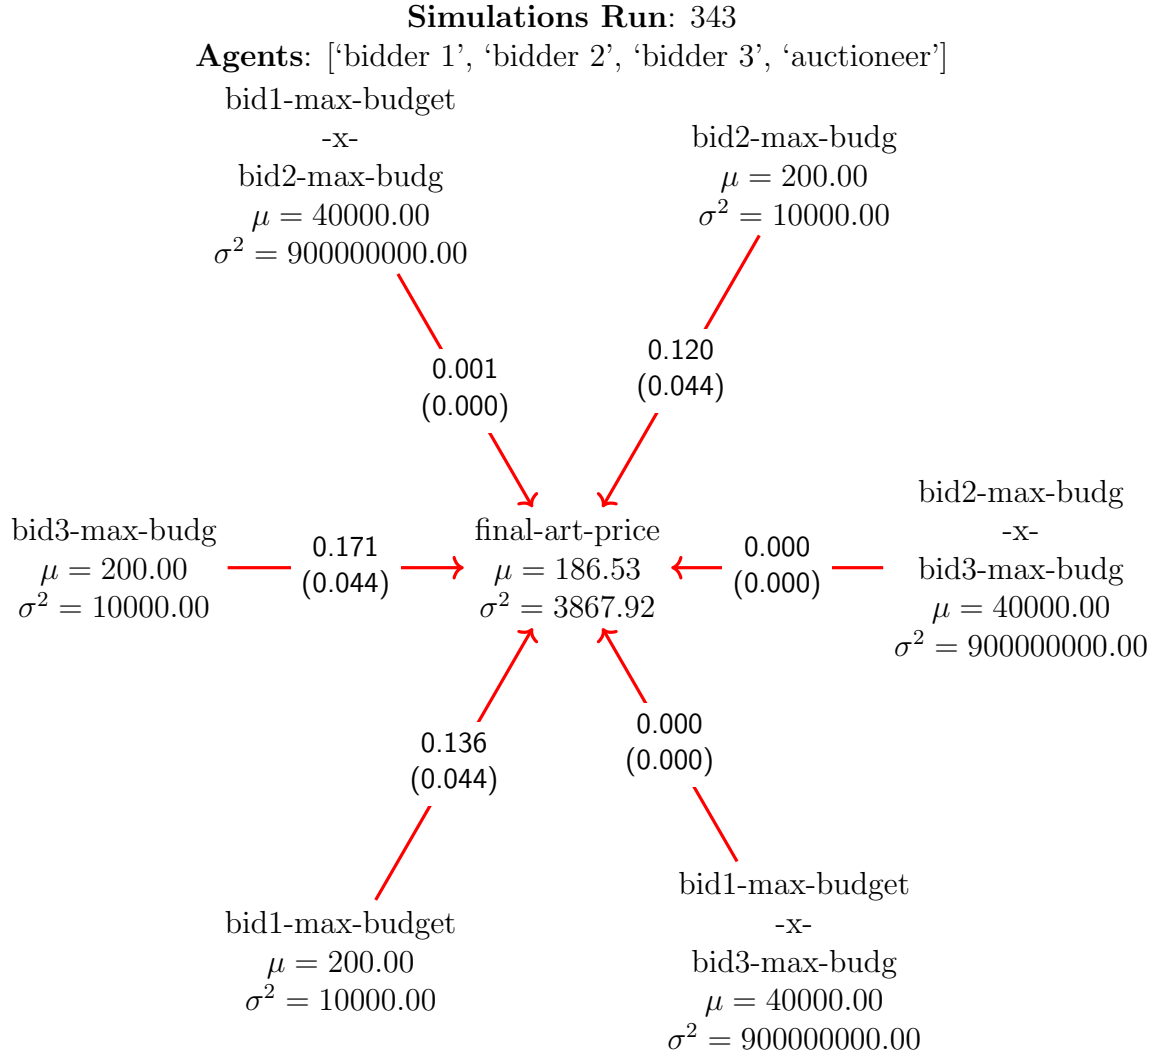 Simulations Run: 343
Agents: [‘bidder 1’, ‘bidder 2’, ‘bidder 3’, ‘auctioneer’]
bid1-max-budget
-x-
bid2-max-budg
μ = 40000.00
σ² = 900000000.00
bid2-max-budg
μ = 200.00
σ² = 10000.00
0.001
(0.000)
0.120
(0.044)
bid3-max-budg
μ = 200.00
σ² = 10000.00
0.171
(0.044)
final-art-price
μ = 186.53
σ² = 3867.92
0.000
(0.000)
bid2-max-budg
-x-
bid3-max-budg
μ = 40000.00
σ² = 900000000.00
0.136
(0.044)
0.000
(0.000)
bid1-max-budget
μ = 200.00
σ² = 10000.00
bid1-max-budget
-x-
bid3-max-budg
μ = 40000.00
σ² = 900000000.00